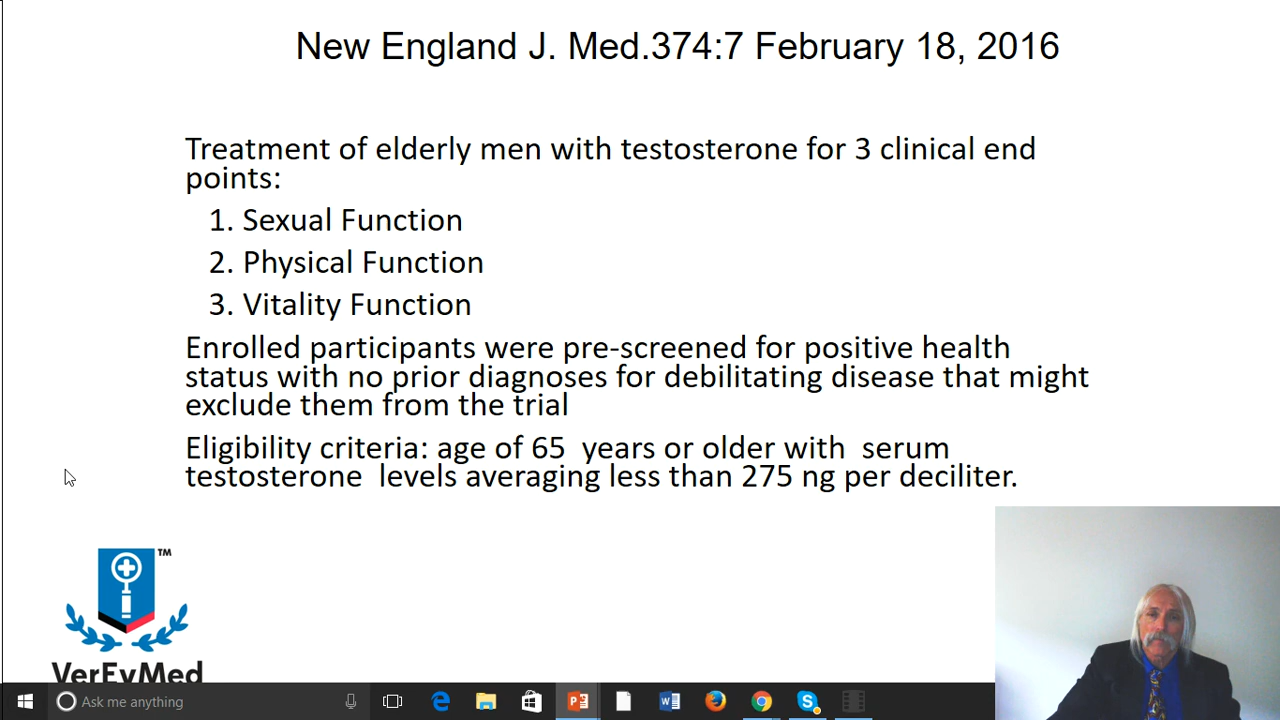 New England J. Med.374:7 February 18, 2016
Treatment of elderly men with testosterone for 3 clinical end
points:
1. Sexual Function
2. Physical Function
3. Vitality Function
Enrolled participants were pre-screened for positive health
status with no prior diagnoses for debilitating disease that might
exclude them from the trial
Eligibility criteria: age of 65  years or older with  serum
testosterone  levels averaging less than 275 ng per deciliter.
TM
VerEvMed
Ask me anything